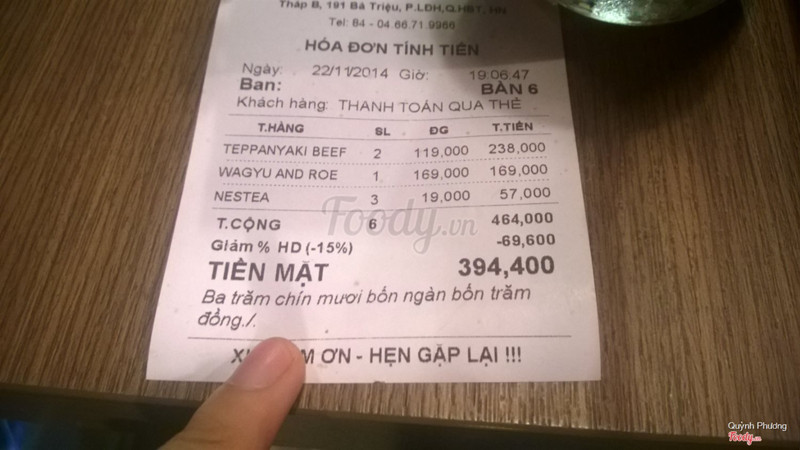 Tháp B, 191 Bà Triệu, P.LDH,Q.HBT, HN
Tel: 84 - 04.66.71.9966
HÓA ĐƠN TÍNH TIỀN
Ngày: 22/11/2014 Giờ: 19:06:47
Ban: BÀN 6
Khách hàng: THANH TOÁN QUA THẺ
T.HÀNG SL ĐG T.TIỀN
TEPPANYAKI BEEF 2 119,000 238,000
WAGYU AND ROE 1 169,000 169,000
NESTEA 3 19,000 57,000
T.CỘNG 6 464,000
Giảm % HD (-15%) -69,600
TIỀN MẶT 394,400
Ba trăm chín mươi bốn ngàn bốn trăm
đồng./.
ƠN - HẸN GẶP LẠI !!!
Foody.vn
Quỳnh Phương
Foody.vn